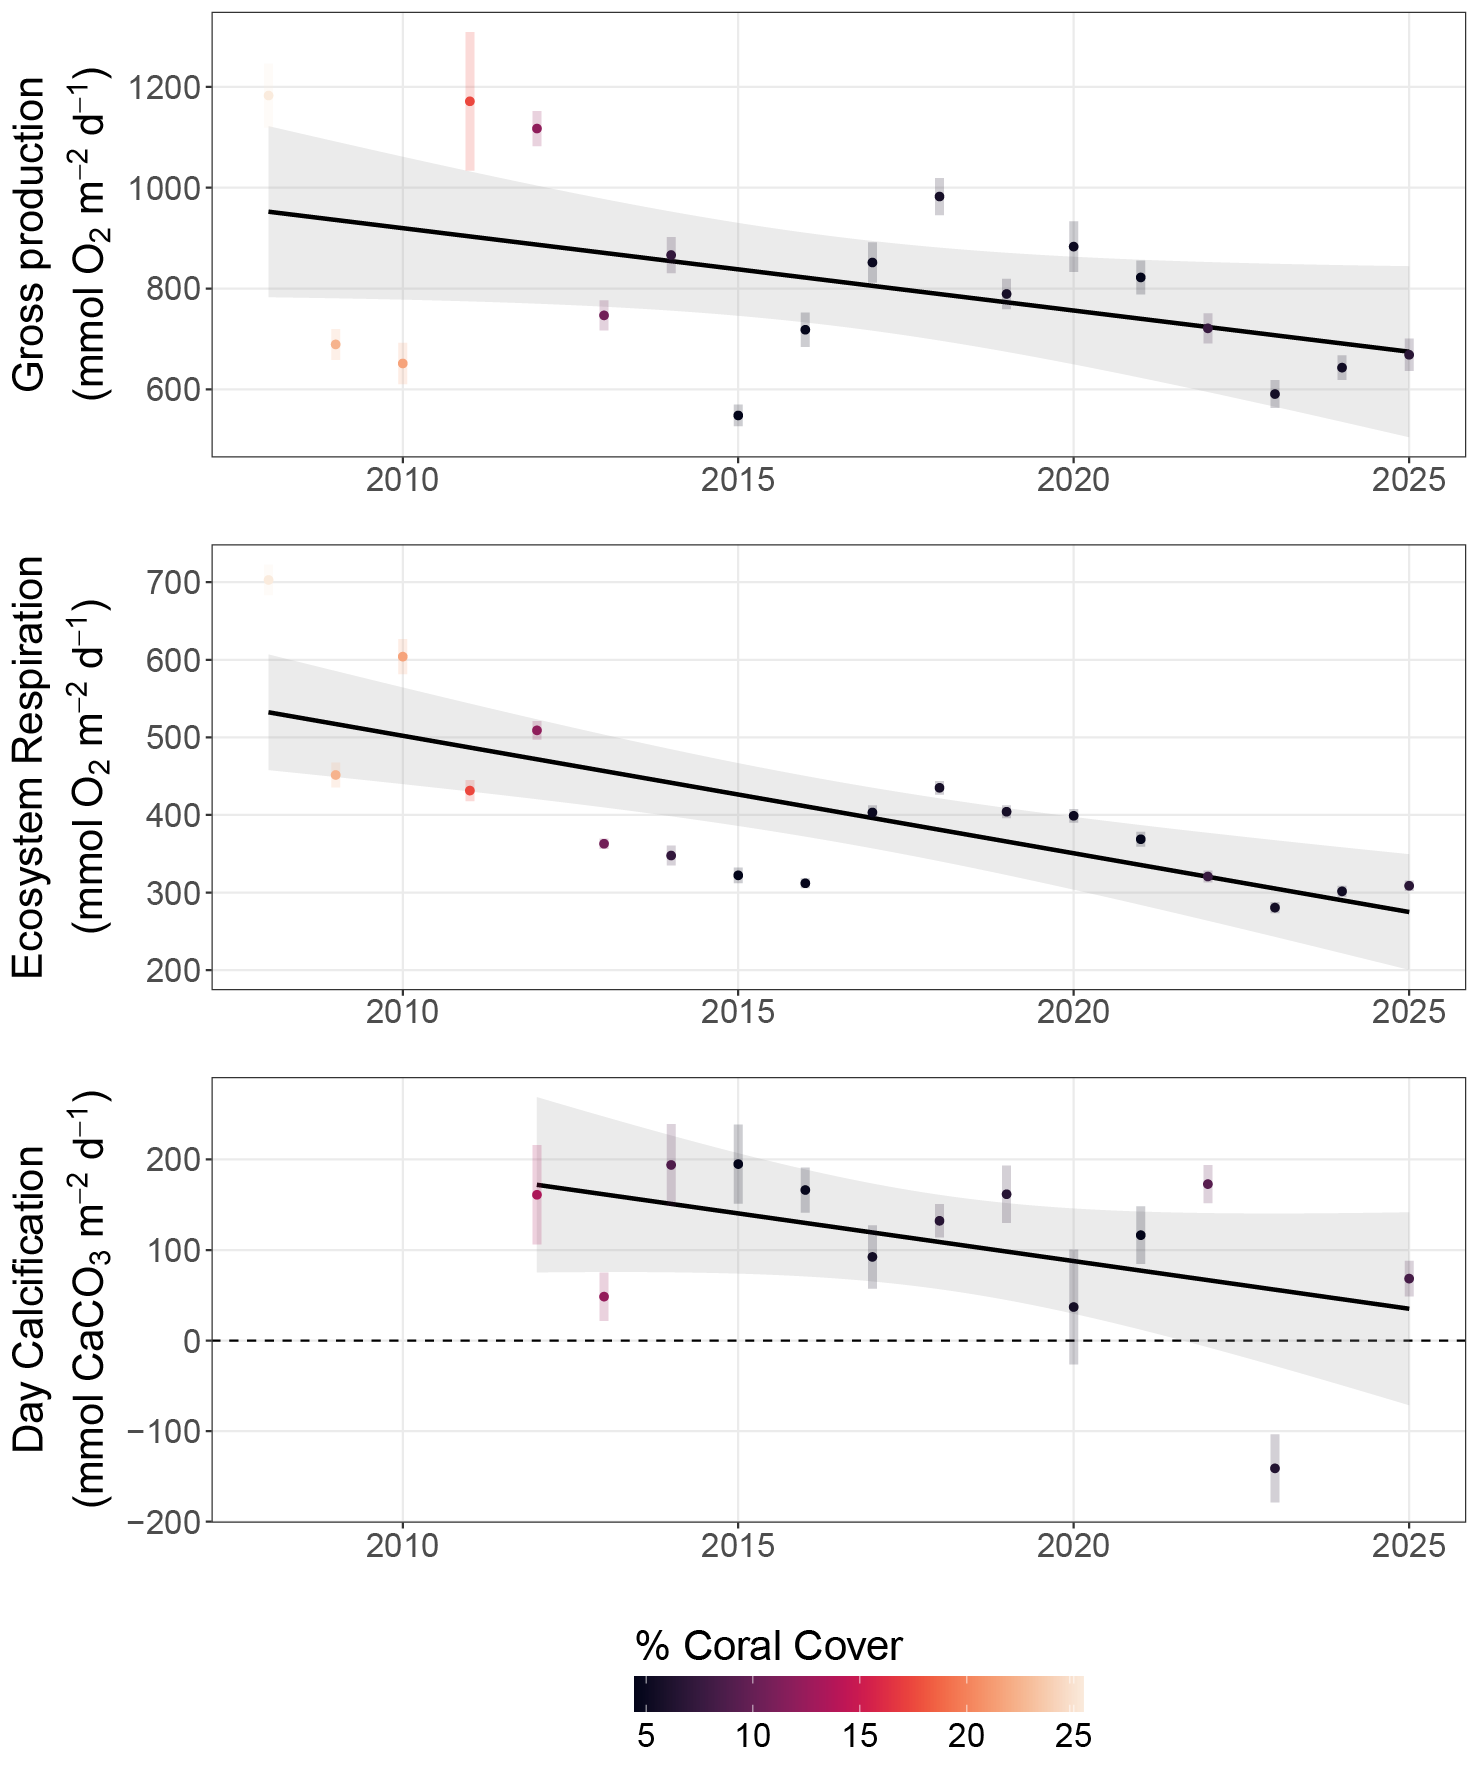 Gross production
(mmol O₂ m⁻² d⁻¹)
1200
1000
800
600
2010 2015 2020 2025
Ecosystem Respiration
(mmol O₂ m⁻² d⁻¹)
700
600
500
400
300
200
2010 2015 2020 2025
Day Calcification
(mmol CaCO₃ m⁻² d⁻¹)
200
100
0
−100
−200
2010 2015 2020 2025
% Coral Cover
5 10 15 20 25